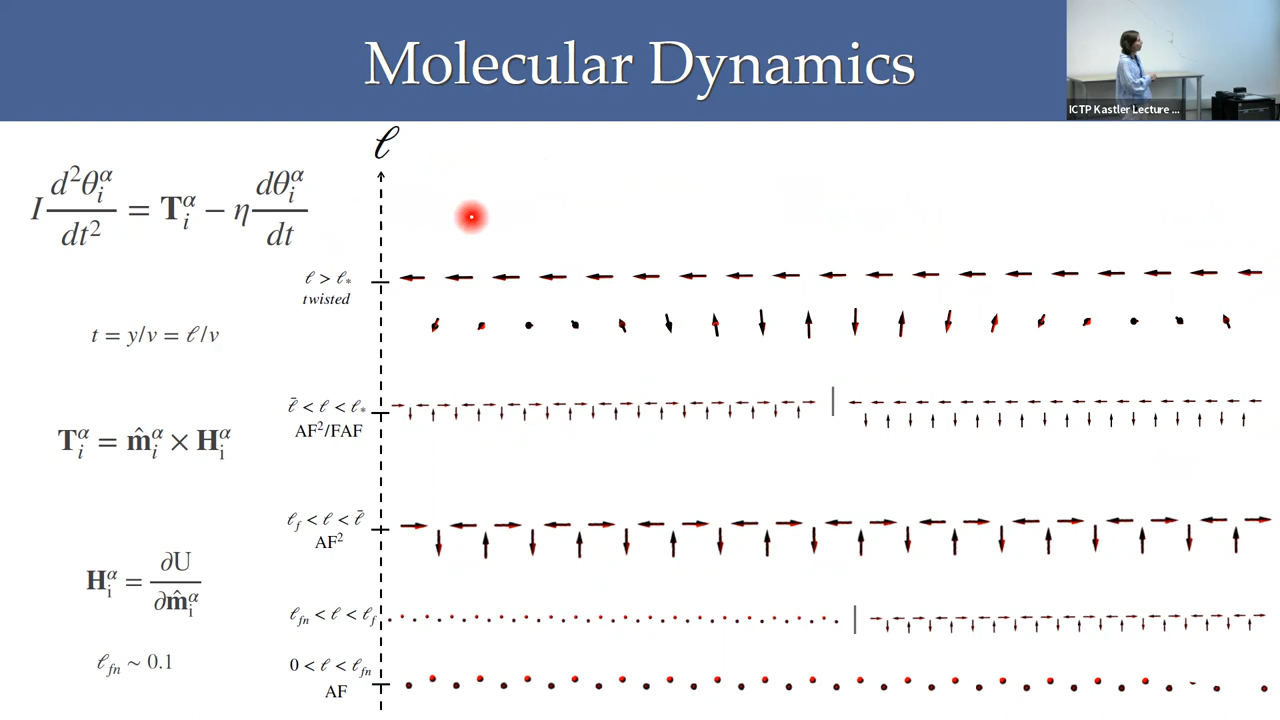 Molecular Dynamics
ICTP Kastler Lecture ...
ℓ
I d²θᵢᵅ/dt² = Tᵢᵅ − η dθᵢᵅ/dt
ℓ > ℓ*
twisted
t = y/v = ℓ/v
ℓ̄ < ℓ < ℓ*
AF²/FAF
Tᵢᵅ = m̂ᵢᵅ × Hᵢᵅ
ℓ_f < ℓ < ℓ̄
AF²
Hᵢᵅ = ∂U/∂m̂ᵢᵅ
ℓ_fn < ℓ < ℓ_f
ℓ_fn ∼ 0.1
0 < ℓ < ℓ_fn
AF